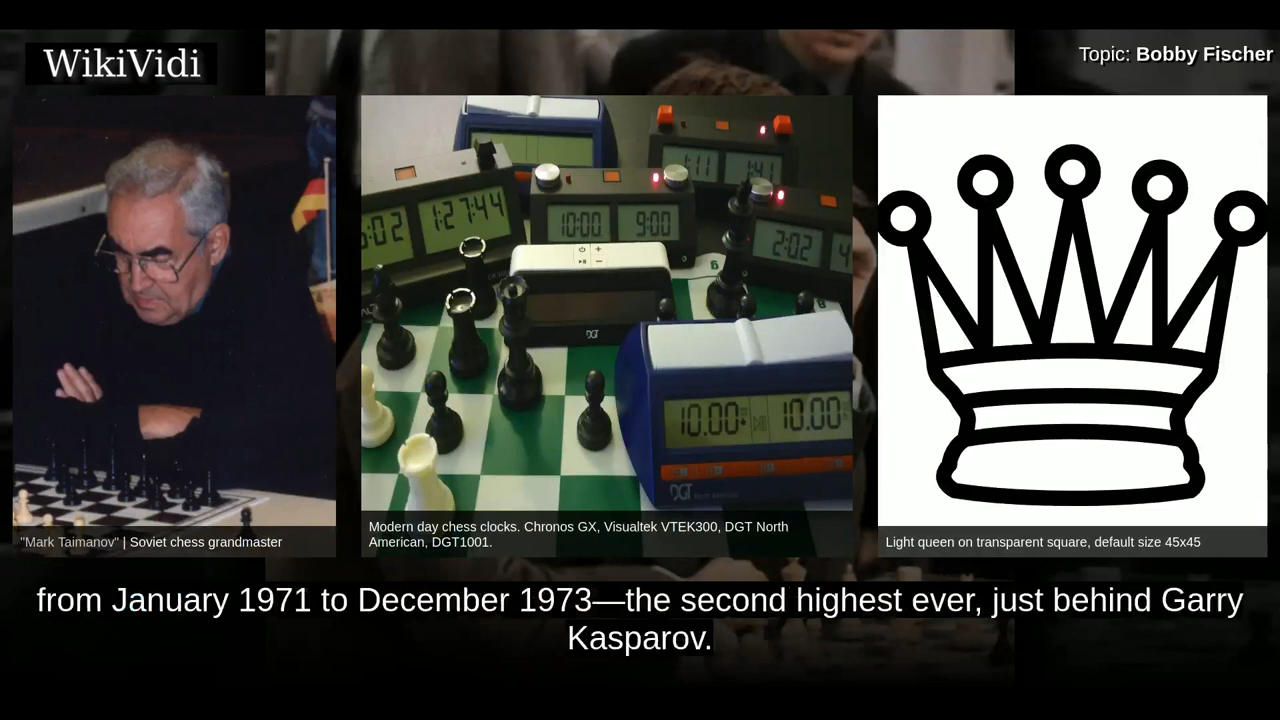 WikiVidi
Topic: Bobby Fischer
1:27:44
10:00
9:00
2:02
DGT
10.00
10.00
DGT North American
"Mark Taimanov" | Soviet chess grandmaster
Modern day chess clocks. Chronos GX, Visualtek VTEK300, DGT North
American, DGT1001.
Light queen on transparent square, default size 45x45
from January 1971 to December 1973—the second highest ever, just behind Garry
Kasparov.